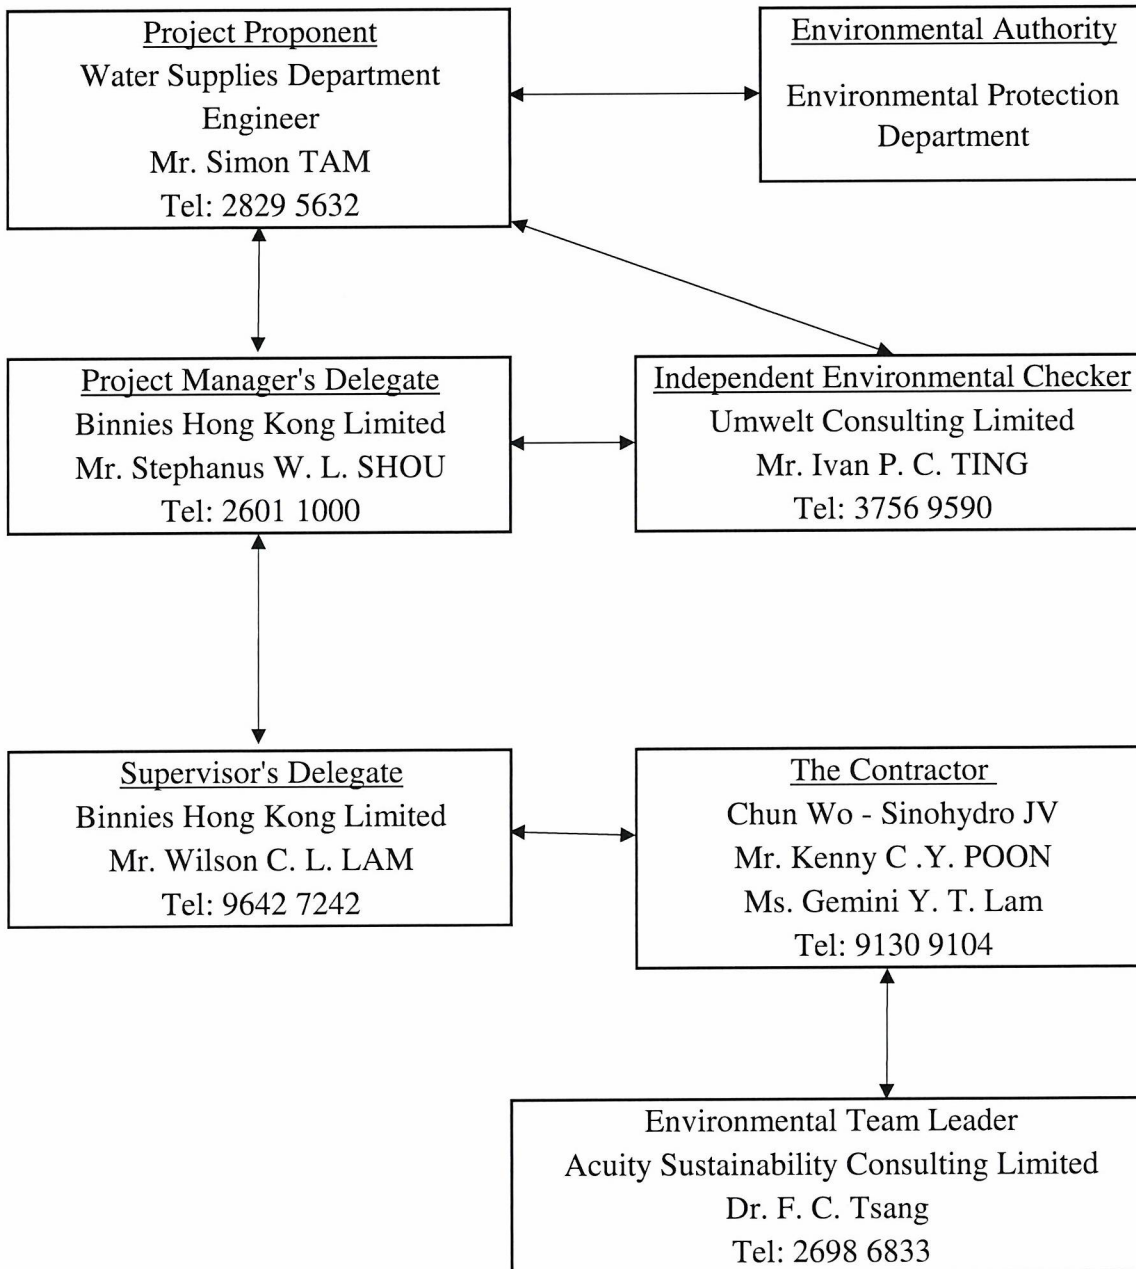 Project Proponent
Water Supplies Department
Engineer
Mr. Simon TAM
Tel: 2829 5632
Environmental Authority
Environmental Protection
Department
Project Manager's Delegate
Binnies Hong Kong Limited
Mr. Stephanus W. L. SHOU
Tel: 2601 1000
Independent Environmental Checker
Umwelt Consulting Limited
Mr. Ivan P. C. TING
Tel: 3756 9590
Supervisor's Delegate
Binnies Hong Kong Limited
Mr. Wilson C. L. LAM
Tel: 9642 7242
The Contractor
Chun Wo - Sinohydro JV
Mr. Kenny C .Y. POON
Ms. Gemini Y. T. Lam
Tel: 9130 9104
Environmental Team Leader
Acuity Sustainability Consulting Limited
Dr. F. C. Tsang
Tel: 2698 6833